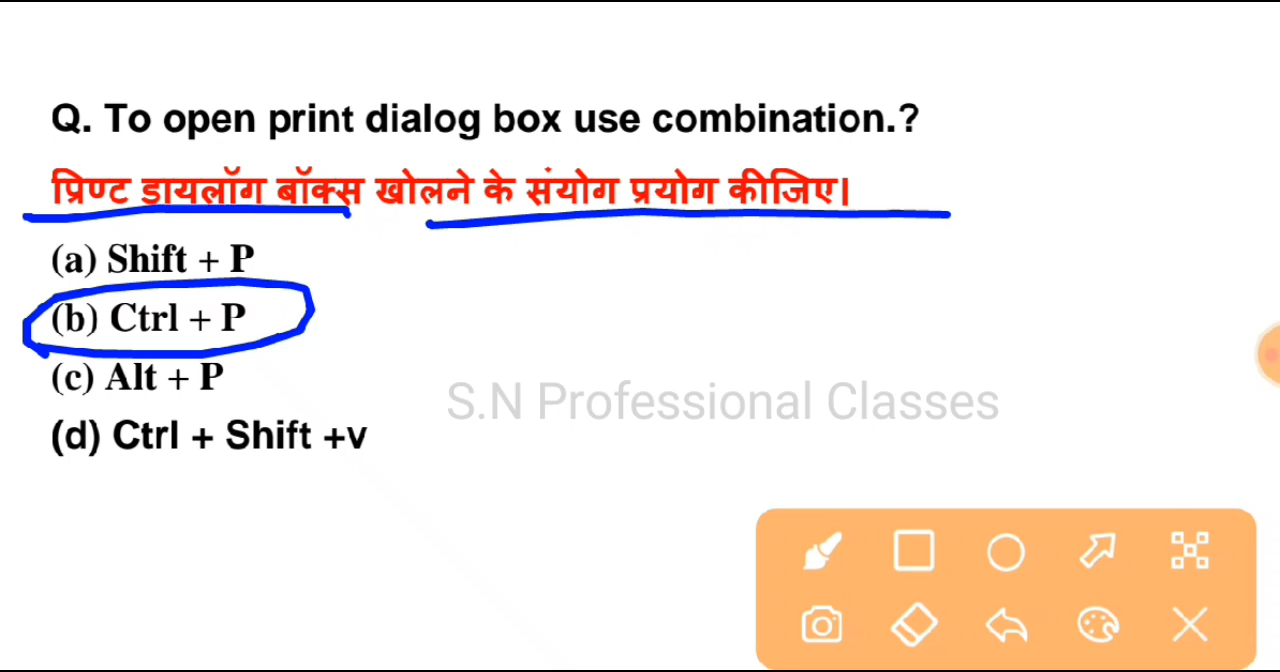 Q. To open print dialog box use combination.?
प्रिण्ट डायलॉग बॉक्स खोलने के संयोग प्रयोग कीजिए।
(a) Shift + P
(b) Ctrl + P
(c) Alt + P
S.N Professional Classes
(d) Ctrl + Shift +v